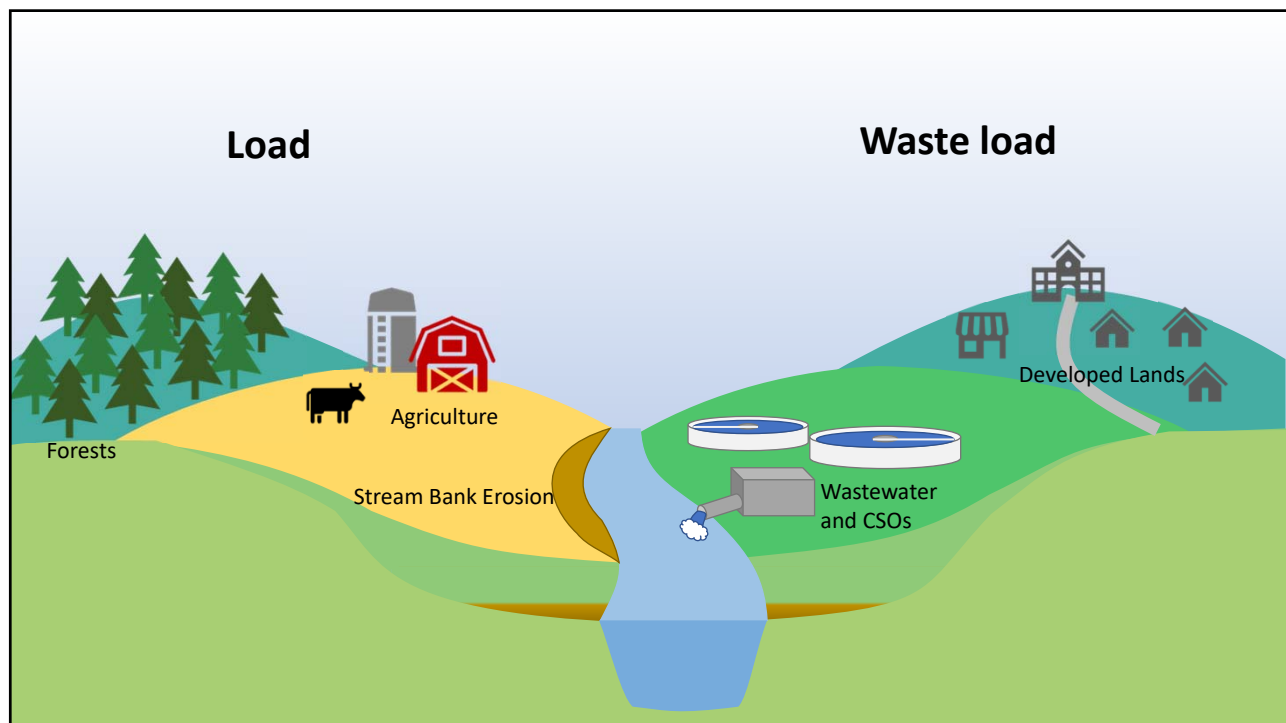 Load
Waste load
Developed Lands
Agriculture
Forests
Stream Bank Erosion
Wastewater
and CSOs